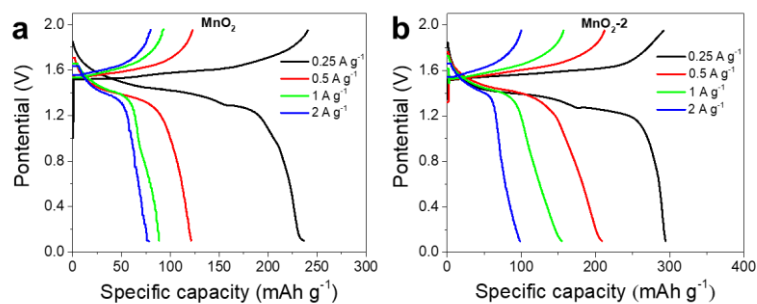 a
MnO₂
0.25 A g⁻¹
0.5 A g⁻¹
1 A g⁻¹
2 A g⁻¹
Pontential (V)
2.0
1.6
1.2
0.8
0.4
0.0
0 50 100 150 200 250 300
Specific capacity (mAh g⁻¹)
b
MnO₂-2
0.25 A g⁻¹
0.5 A g⁻¹
1 A g⁻¹
2 A g⁻¹
Pontential (V)
2.0
1.6
1.2
0.8
0.4
0.0
0 100 200 300 400
Specific capacity (mAh g⁻¹)